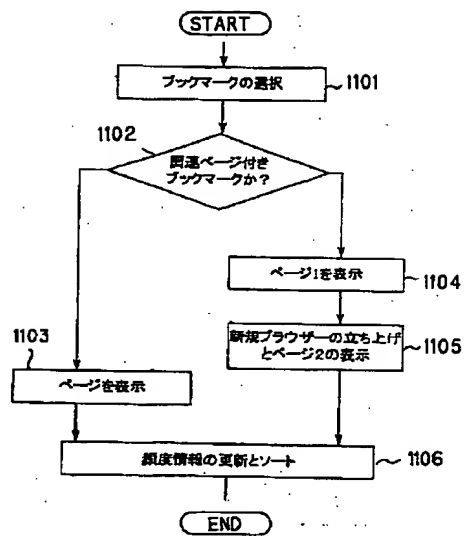 START
ブックマークの選択
1101
1102
関連ページ付き
ブックマークか?
ページ1を表示
1104
新規ブラウザーの立ち上げ
とページ2の表示
1105
1103
ページを表示
頻度情報の更新とソート
1106
END